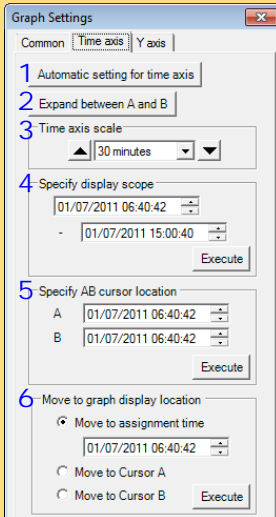 Graph Settings
Common Time axis Y axis
1 Automatic setting for time axis
2 Expand between A and B
3 Time axis scale
30 minutes
4 Specify display scope
01/07/2011 06:40:42
- 01/07/2011 15:00:40
Execute
5 Specify AB cursor location
A 01/07/2011 06:40:42
B 01/07/2011 06:40:42
Execute
6 Move to graph display location
Move to assignment time
01/07/2011 06:40:42
Move to Cursor A
Move to Cursor B Execute